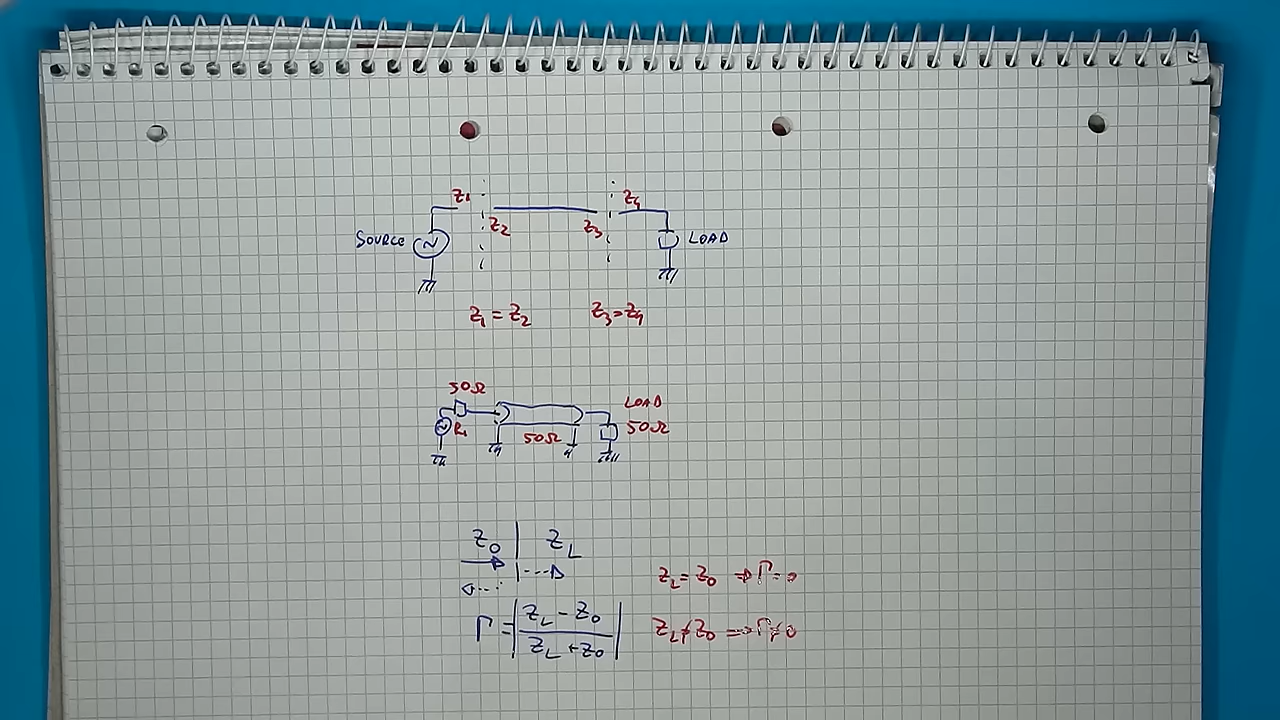 Z1 Z4
Z2 Z3
SOURCE LOAD
Z1 = Z2 Z3 = Z4
50Ω LOAD
R1 50Ω 50Ω
Z0 | ZL
ZL = Z0 ⇒ Γ = 0
Γ = |(ZL - Z0)/(ZL + Z0)|
ZL ≠ Z0 ⇒ Γ ≠ 0